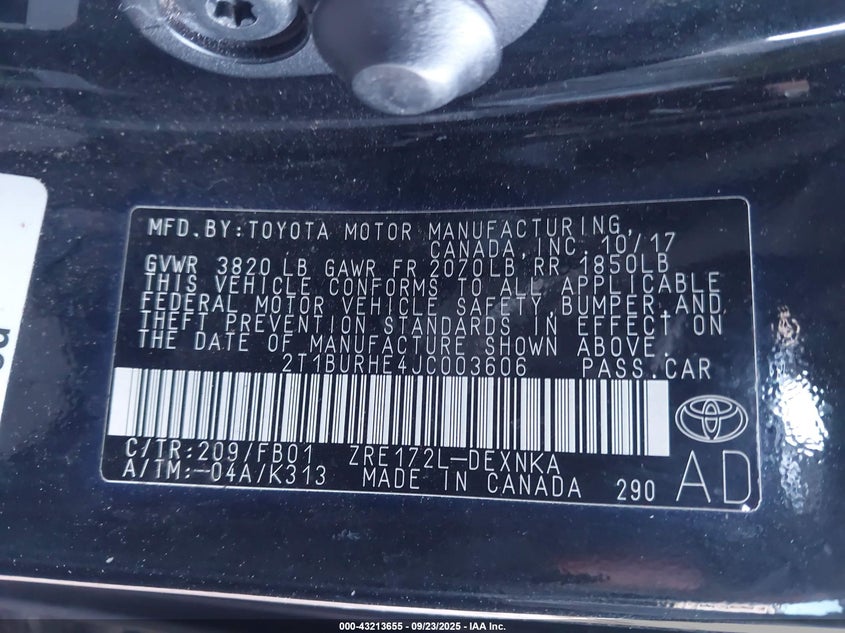 MFD.BY:TOYOTA MOTOR MANUFACTURING,
CANADA,INC. 10/17
GVWR 3820 LB GAWR FR 2070LB RR 1850LB
THIS VEHICLE CONFORMS TO ALL APPLICABLE
FEDERAL MOTOR VEHICLE SAFETY,BUMPER,AND
THEFT PREVENTION STANDARDS IN EFFECT ON
THE DATE OF MANUFACTURE SHOWN ABOVE.
2T1BURHE4JC003606 PASS.CAR
C/TR:209/FB01 ZRE172L-DEXNKA
A/TM:-04A/K313 MADE IN CANADA 290 AD
000-43213655 - 09/23/2025 - IAA Inc.